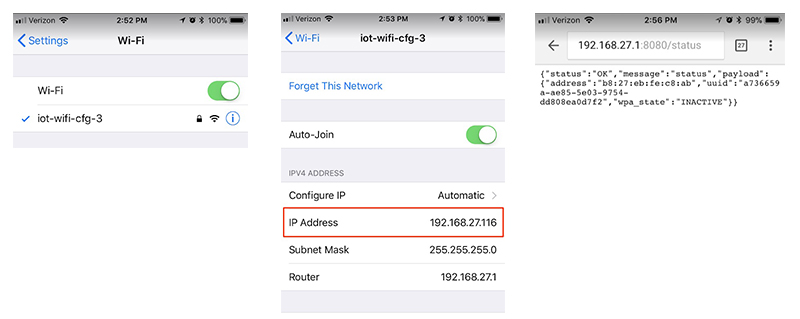 Verizon 2:52 PM 100%
Settings Wi-Fi
Wi-Fi
iot-wifi-cfg-3
Verizon 2:53 PM 100%
Wi-Fi iot-wifi-cfg-3
Forget This Network
Auto-Join
IPV4 ADDRESS
Configure IP Automatic
IP Address 192.168.27.116
Subnet Mask 255.255.255.0
Router 192.168.27.1
Verizon 2:56 PM 99%
192.168.27.1:8080/status 27
{"status":"OK","message":"status","payload":
{"address":"b8:27:eb:fe:c8:ab","uuid":"a736659
a-ae85-5e03-9754-
dd808ea0d7f2","wpa_state":"INACTIVE"}}